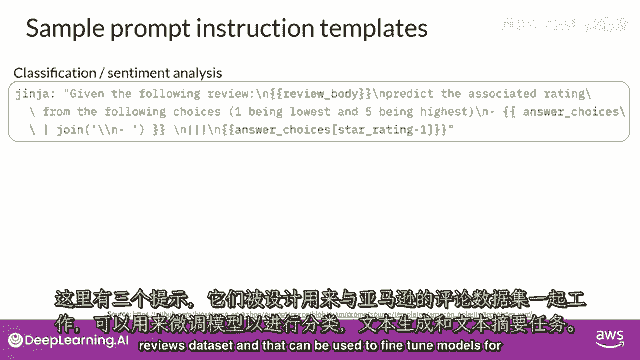 Sample prompt instruction templates
Classification / sentiment analysis
jinja: "Given the following review:\n{{review_body}}\npredict the associated rating\
\ from the following choices (1 being lowest and 5 being highest)\n- {{ answer_choices\
\ | join('\\n- ') }} \n|||\n{{answer_choices[star_rating-1]}}"
这里有三个提示，它们被设计用来与亚马逊的评论数据集一起工
作，可以用来微调模型以进行分类，文本生成和文本摘要任务。
reviews dataset and that can be used to fine tune models for
DeepLearning.AI
aws